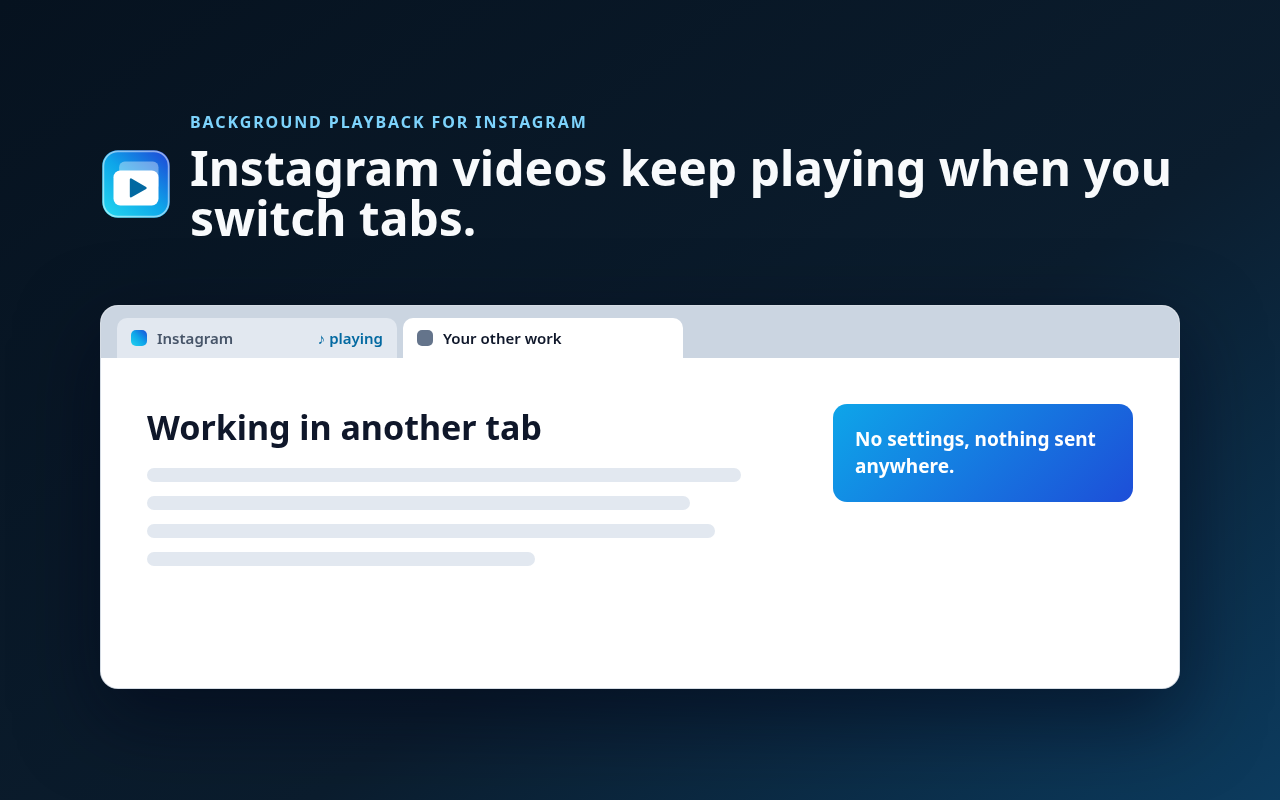 BACKGROUND PLAYBACK FOR INSTAGRAM
Instagram videos keep playing when you
switch tabs.
Instagram
♪ playing
Your other work
Working in another tab
No settings, nothing sent
anywhere.